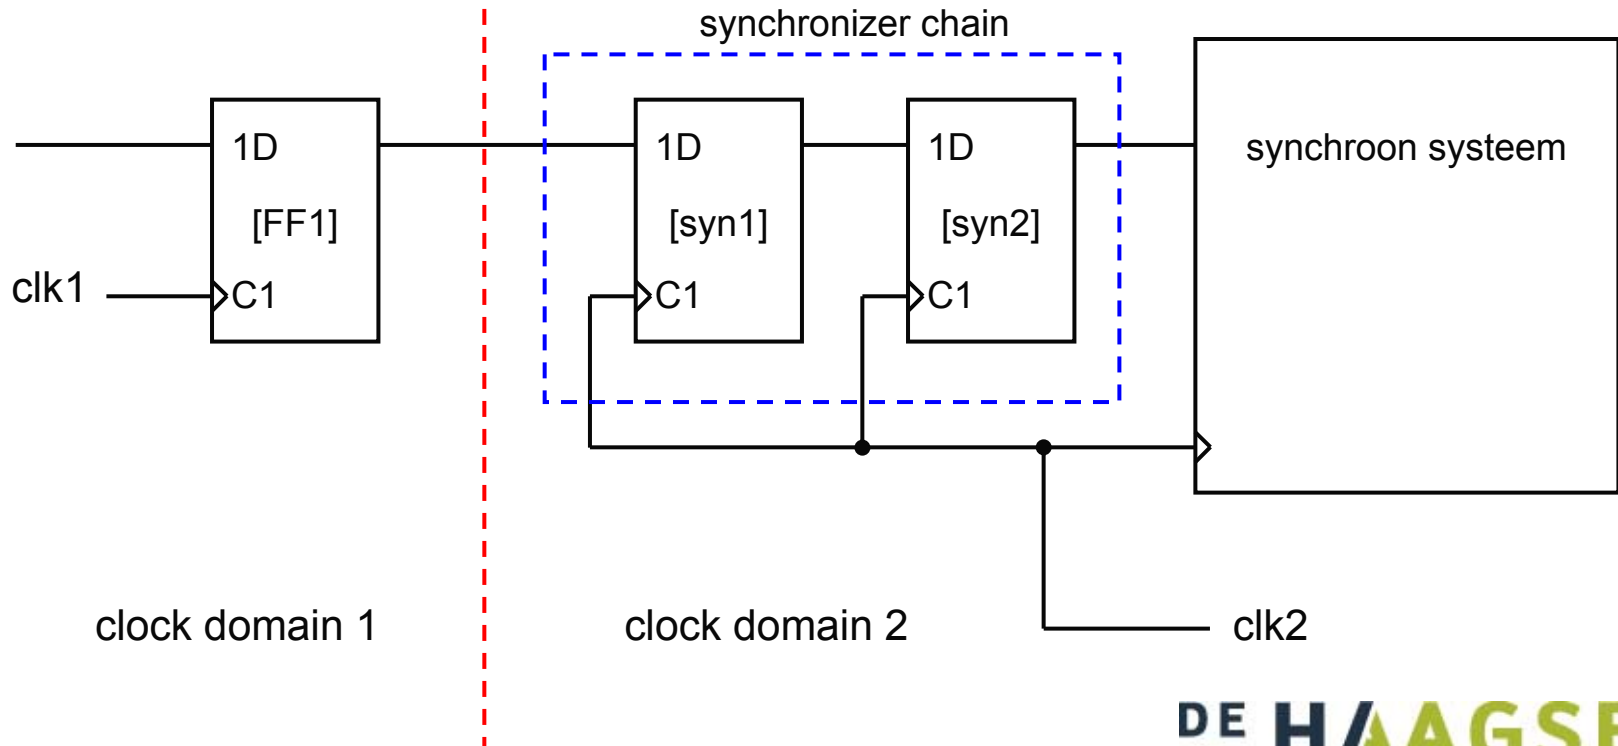 synchronizer chain
1D
1D
1D
synchroon systeem
[FF1]
[syn1]
[syn2]
clk1
C1
C1
C1
clock domain 1
clock domain 2
clk2
DE HAAGSE